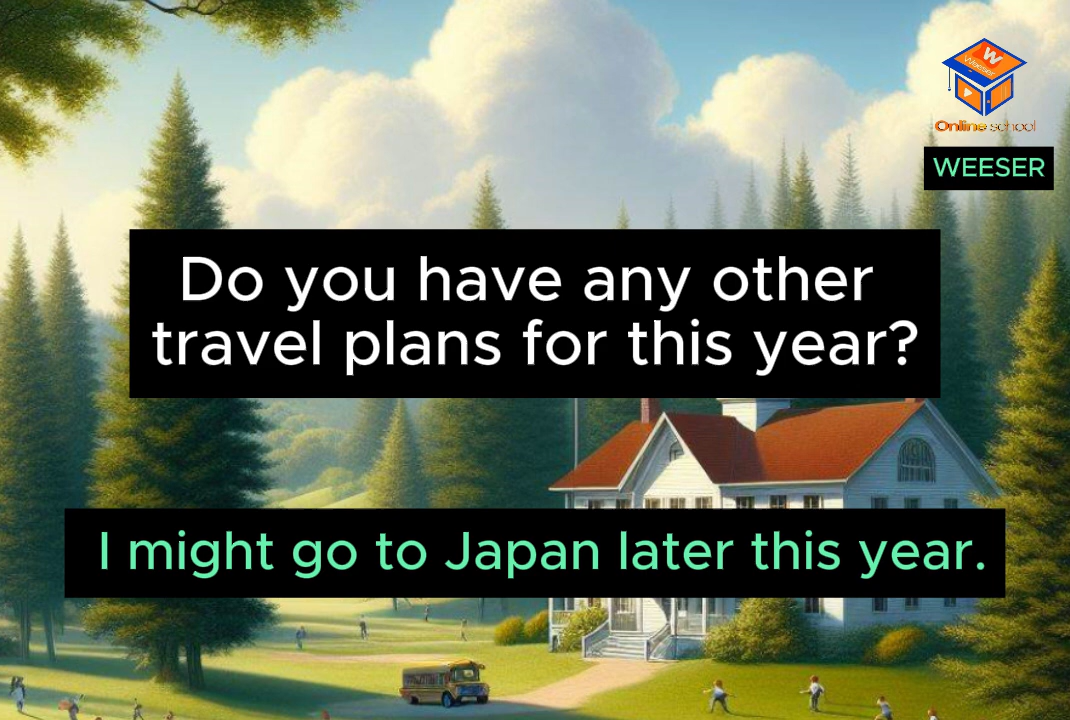 W
Weeser
Online school
WEESER
Do you have any other
travel plans for this year?
I might go to Japan later this year.